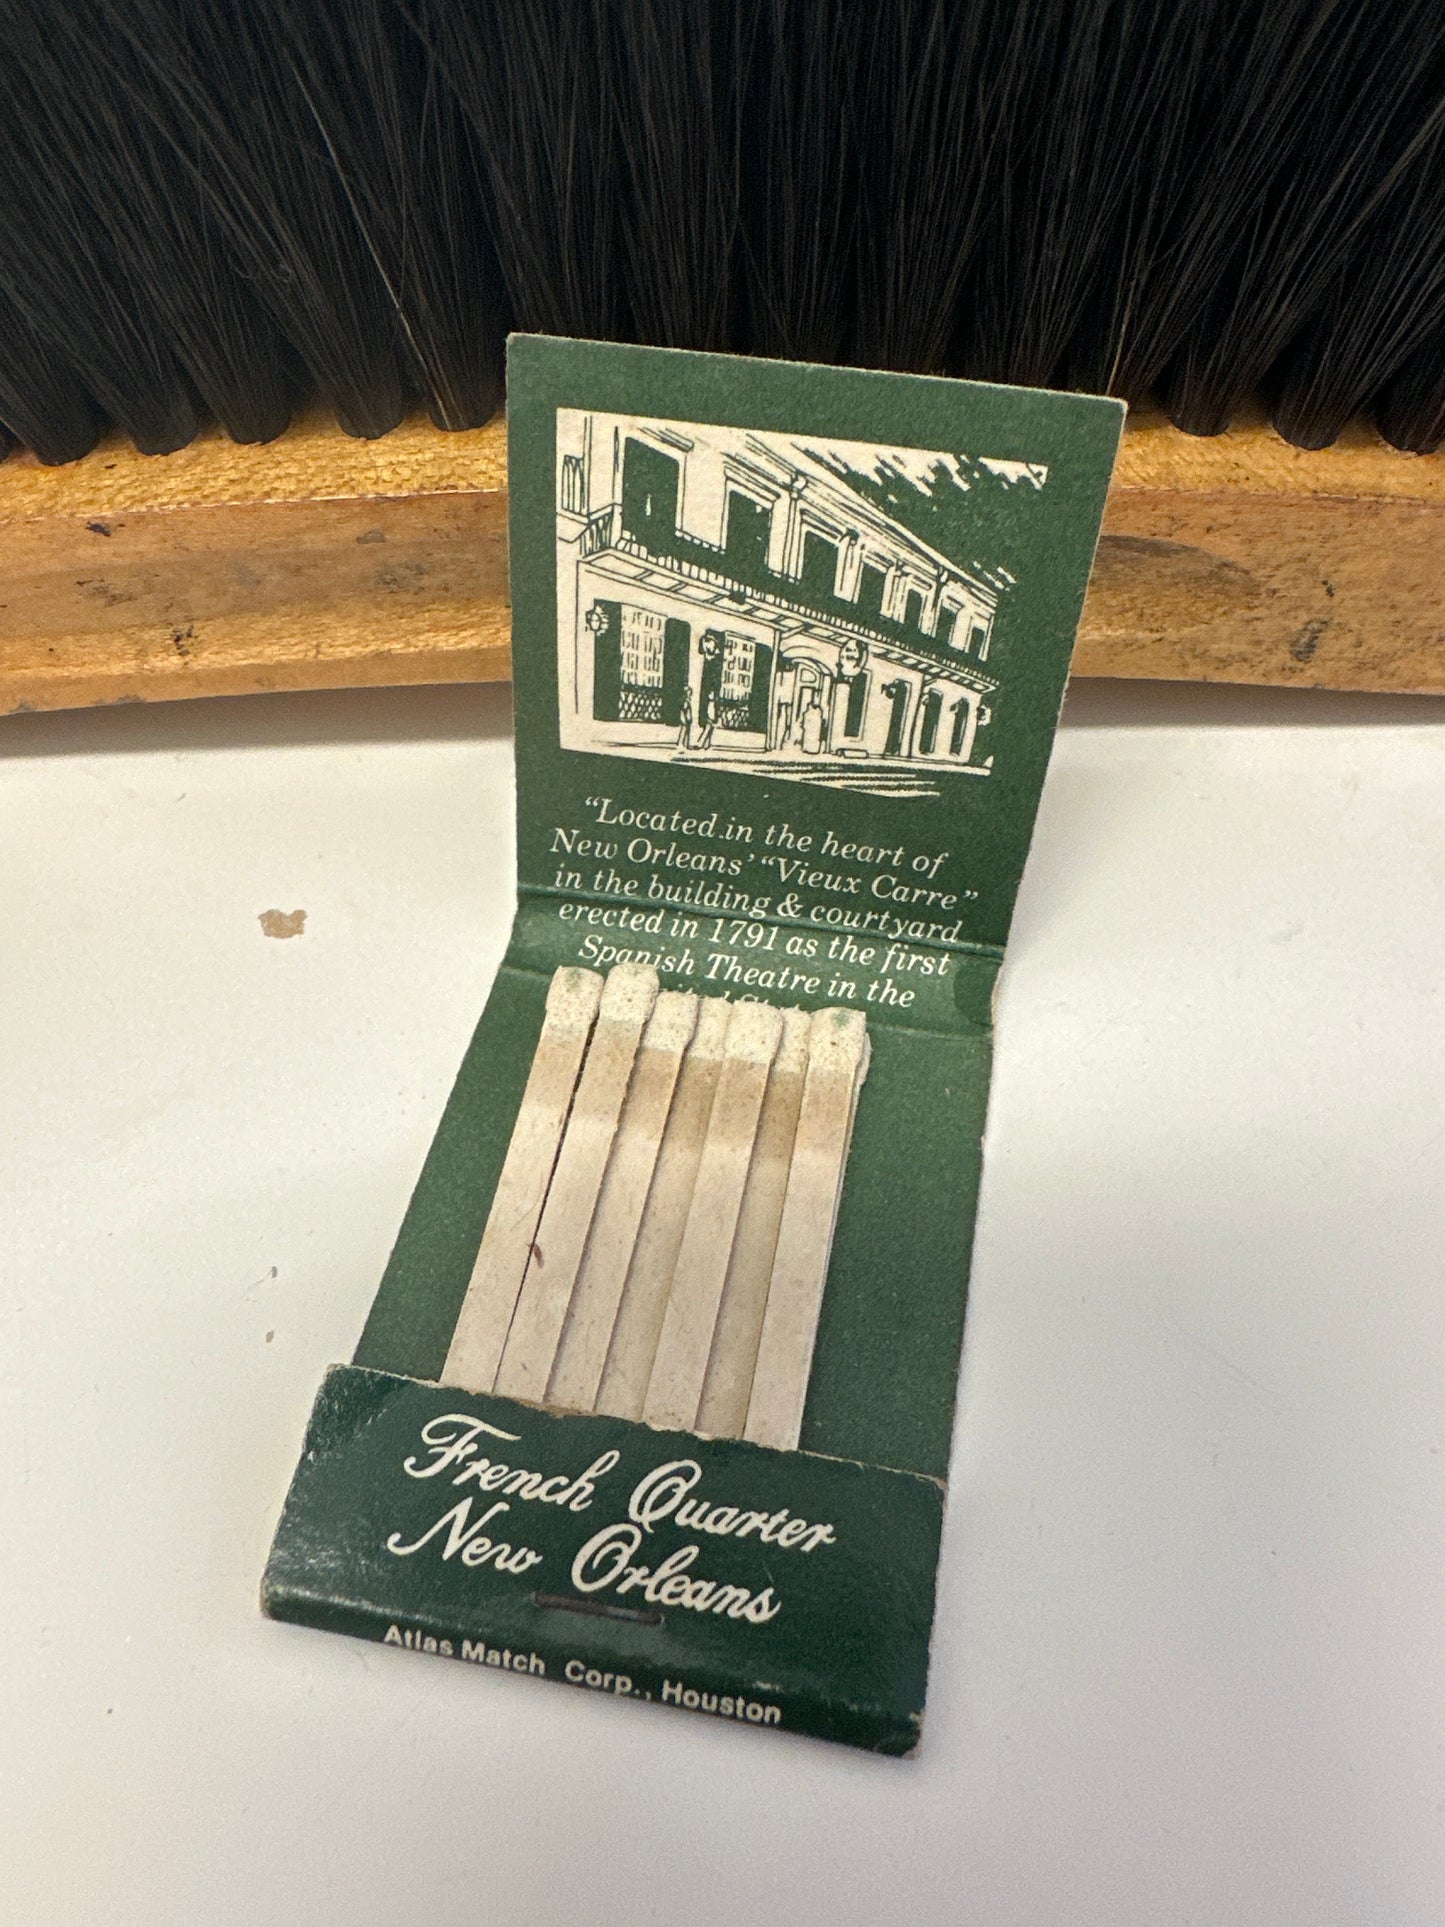 “Located in the heart of
New Orleans’ “Vieux Carre”
in the building & courtyard
erected in 1791 as the first
Spanish Theatre in the
French Quarter
New Orleans
Atlas Match Corp., Houston